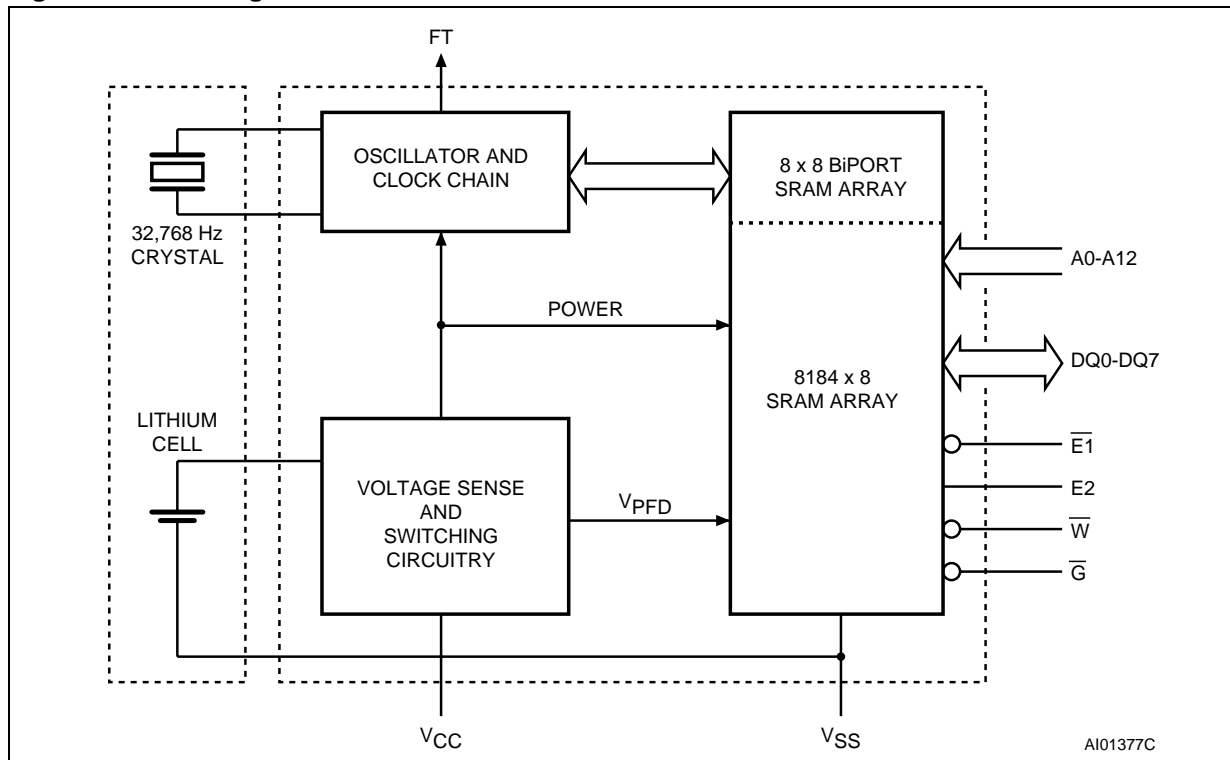 FT
OSCILLATOR AND
CLOCK CHAIN
8 x 8 BiPORT
SRAM ARRAY
32,768 Hz
CRYSTAL
A0-A12
POWER
8184 x 8
SRAM ARRAY
DQ0-DQ7
LITHIUM
CELL
E1
E2
VOLTAGE SENSE
AND
SWITCHING
CIRCUITRY
VPFD
W
G
VCC
VSS
AI01377C